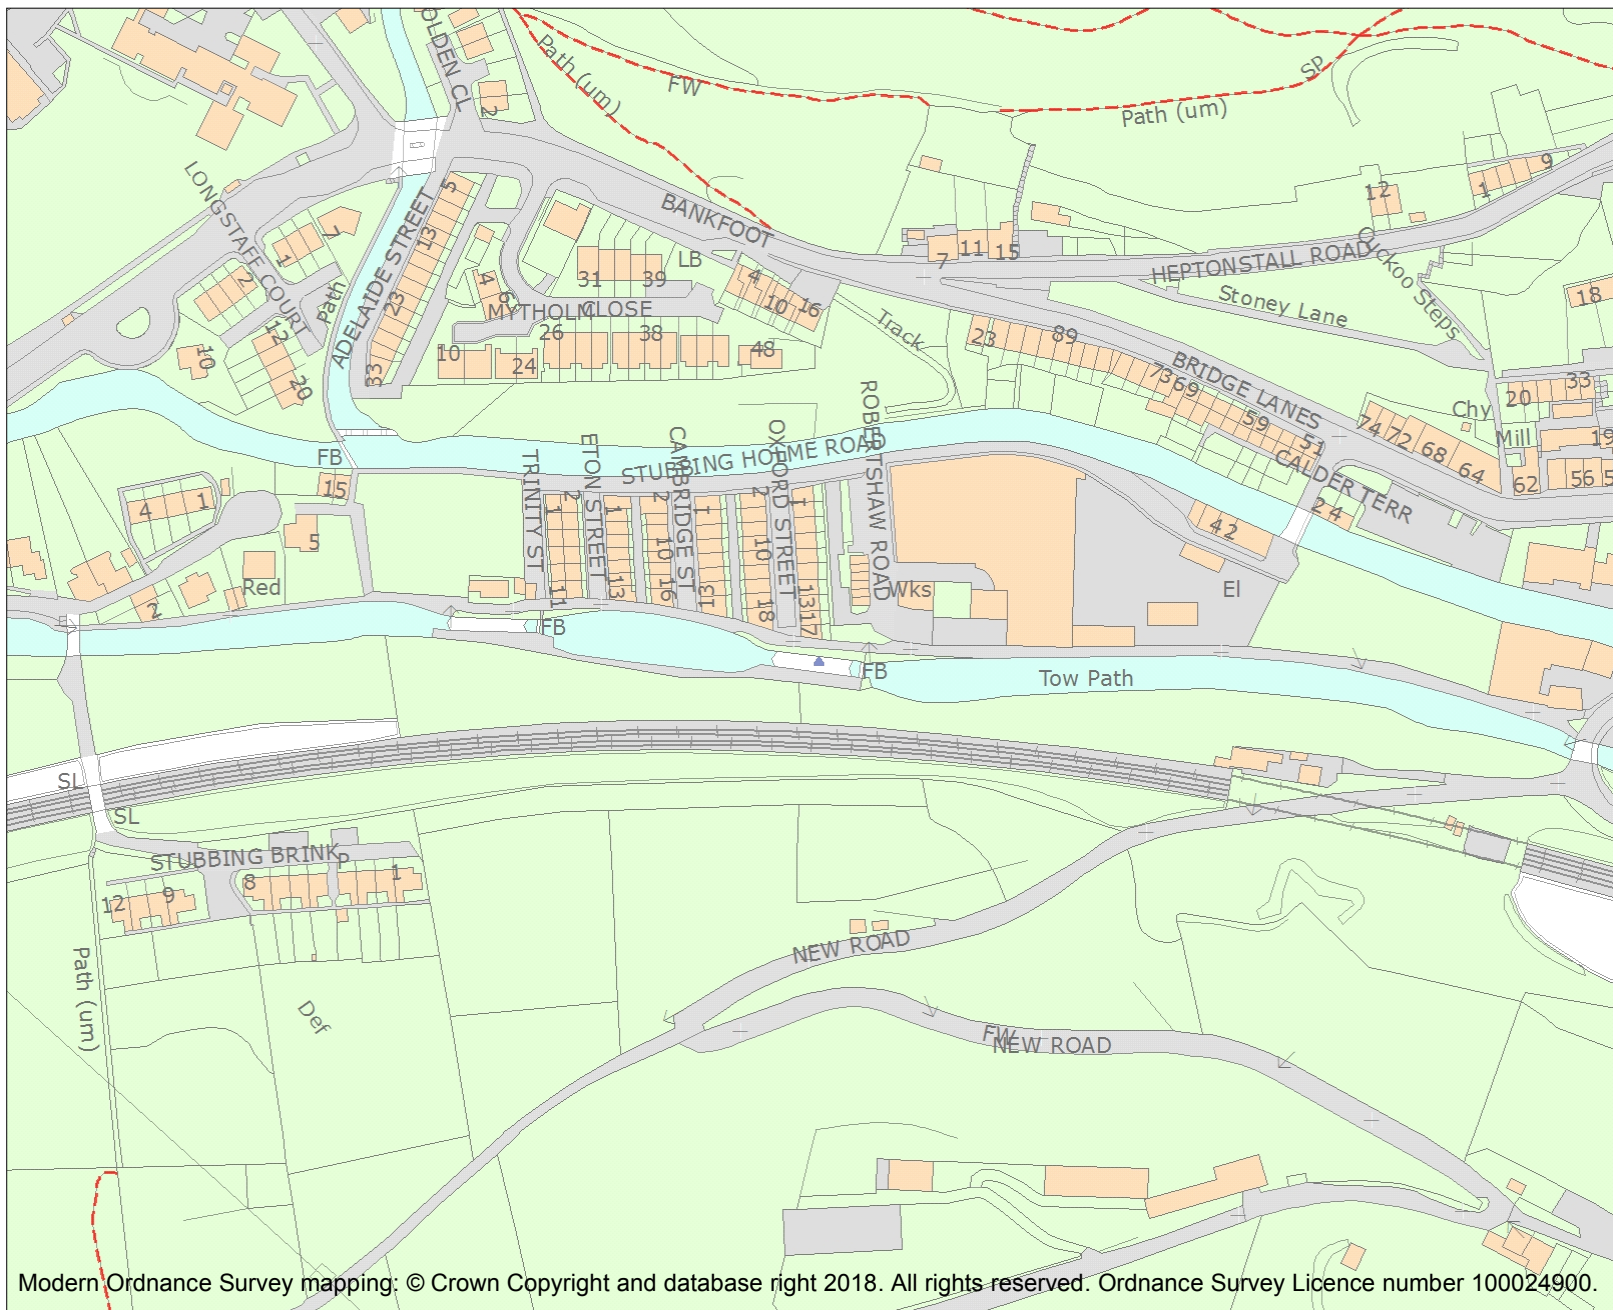 OLDEN CL
2
Path (um)
FW
SP
Path (um)
LONGSTAFF COURT
ADELAIDE STREET
5
13
23
33
BANKFOOT
7
11
15
12
1
9
HEPTONSTALL ROAD
Cuckoo Steps
Stoney Lane
18
7
1
2
Path
12
10
20
4
6
31
39
LB
MYTHOLM
CLOSE
26
38
10
24
48
4
10
16
Track
23
89
73
69
BRIDGE LANES
59
51
74
72
68
64
Chy
Mill
20
33
19
62
56
5
CALDER TERR
FB
15
STUBBING HOLME ROAD
TRINITY ST
ETON STREET
CAMBRIDGE ST
OXFORD STREET
ROBERTSHAW ROAD
2
1
11
1
13
2
10
16
1
13
2
10
18
1
13
17
Wks
El
42
2
4
4
1
5
Red
2
FB
FB
Tow Path
SL
SL
STUBBING BRINK
P
12
9
8
1
Path (um)
Def
NEW ROAD
FW
NEW ROAD
Modern Ordnance Survey mapping: © Crown Copyright and database right 2018. All rights reserved. Ordnance Survey Licence number 100024900.